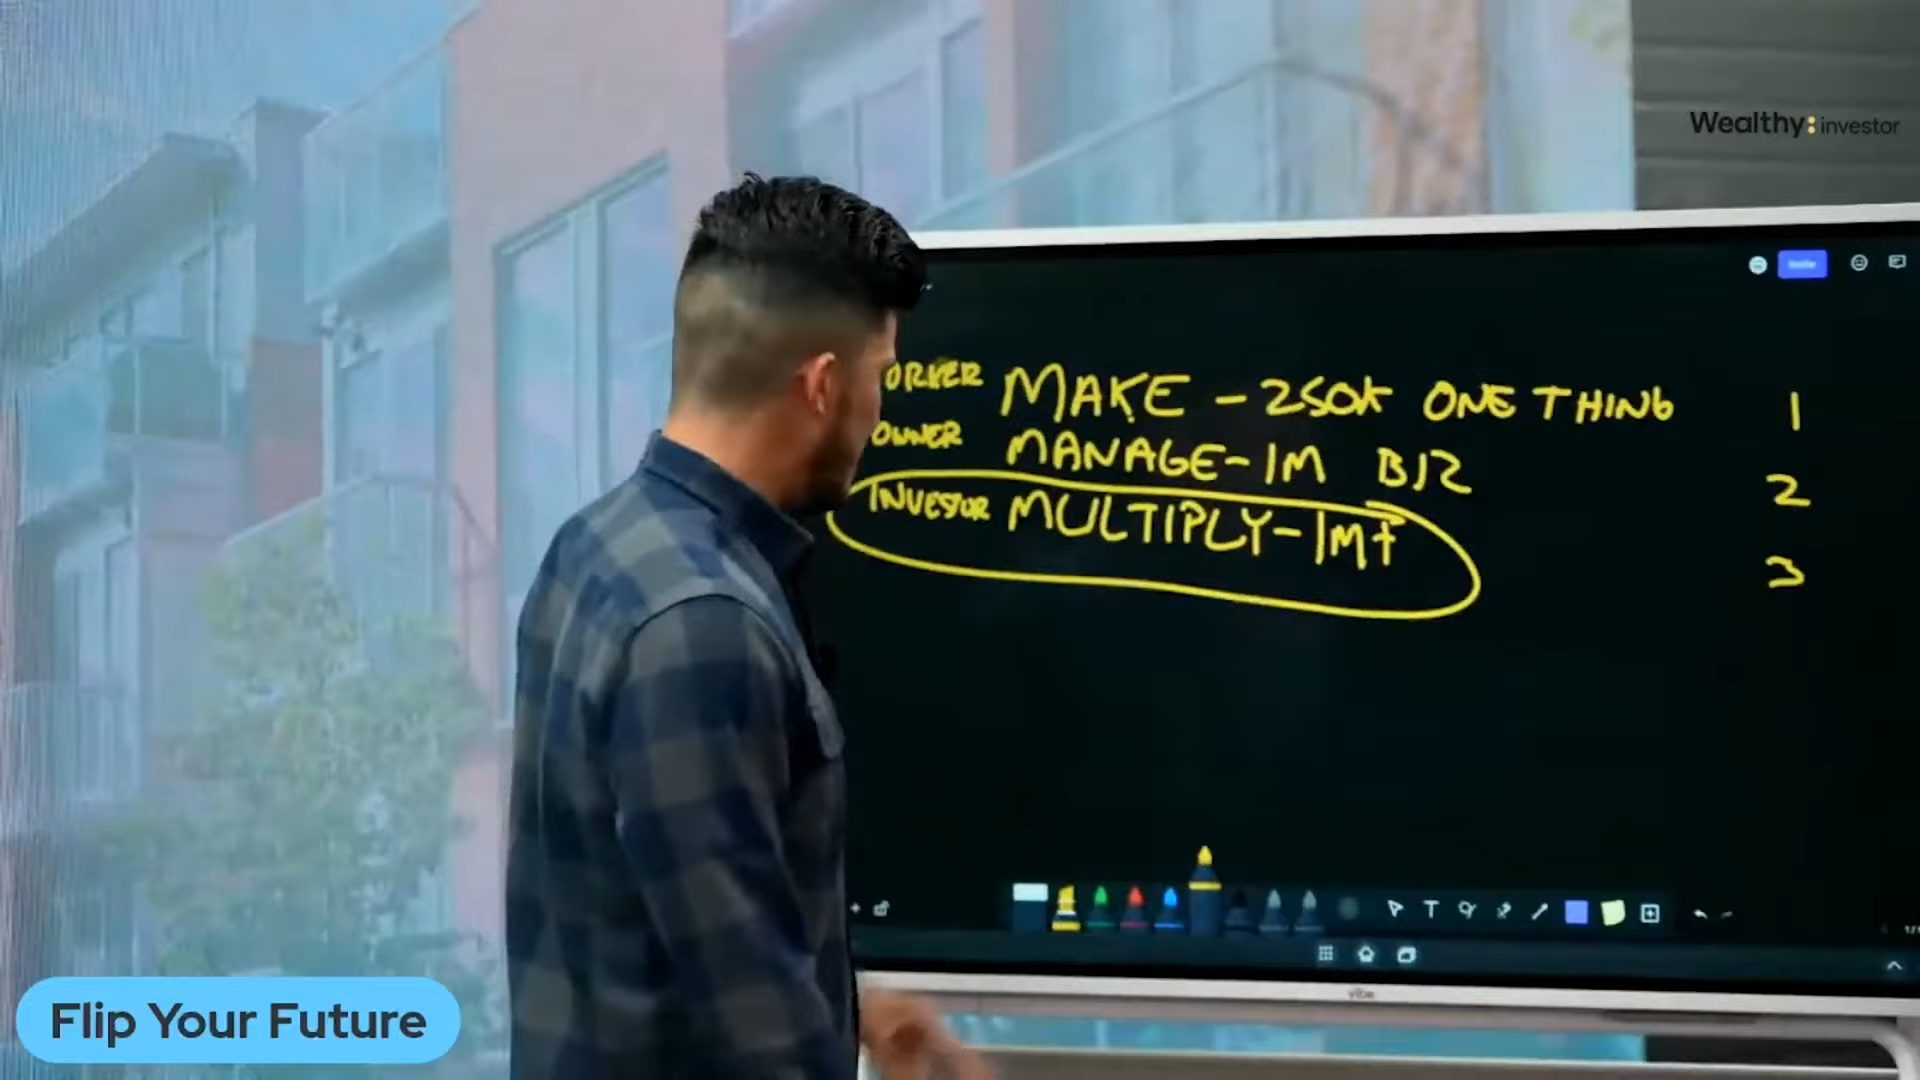 Wealthy:investor
ORKER MAKE - 250K ONE THING 1
OWNER MANAGE - 1M BIZ 2
INVESTOR MULTIPLY - 1M+ 3
vibe
Flip Your Future